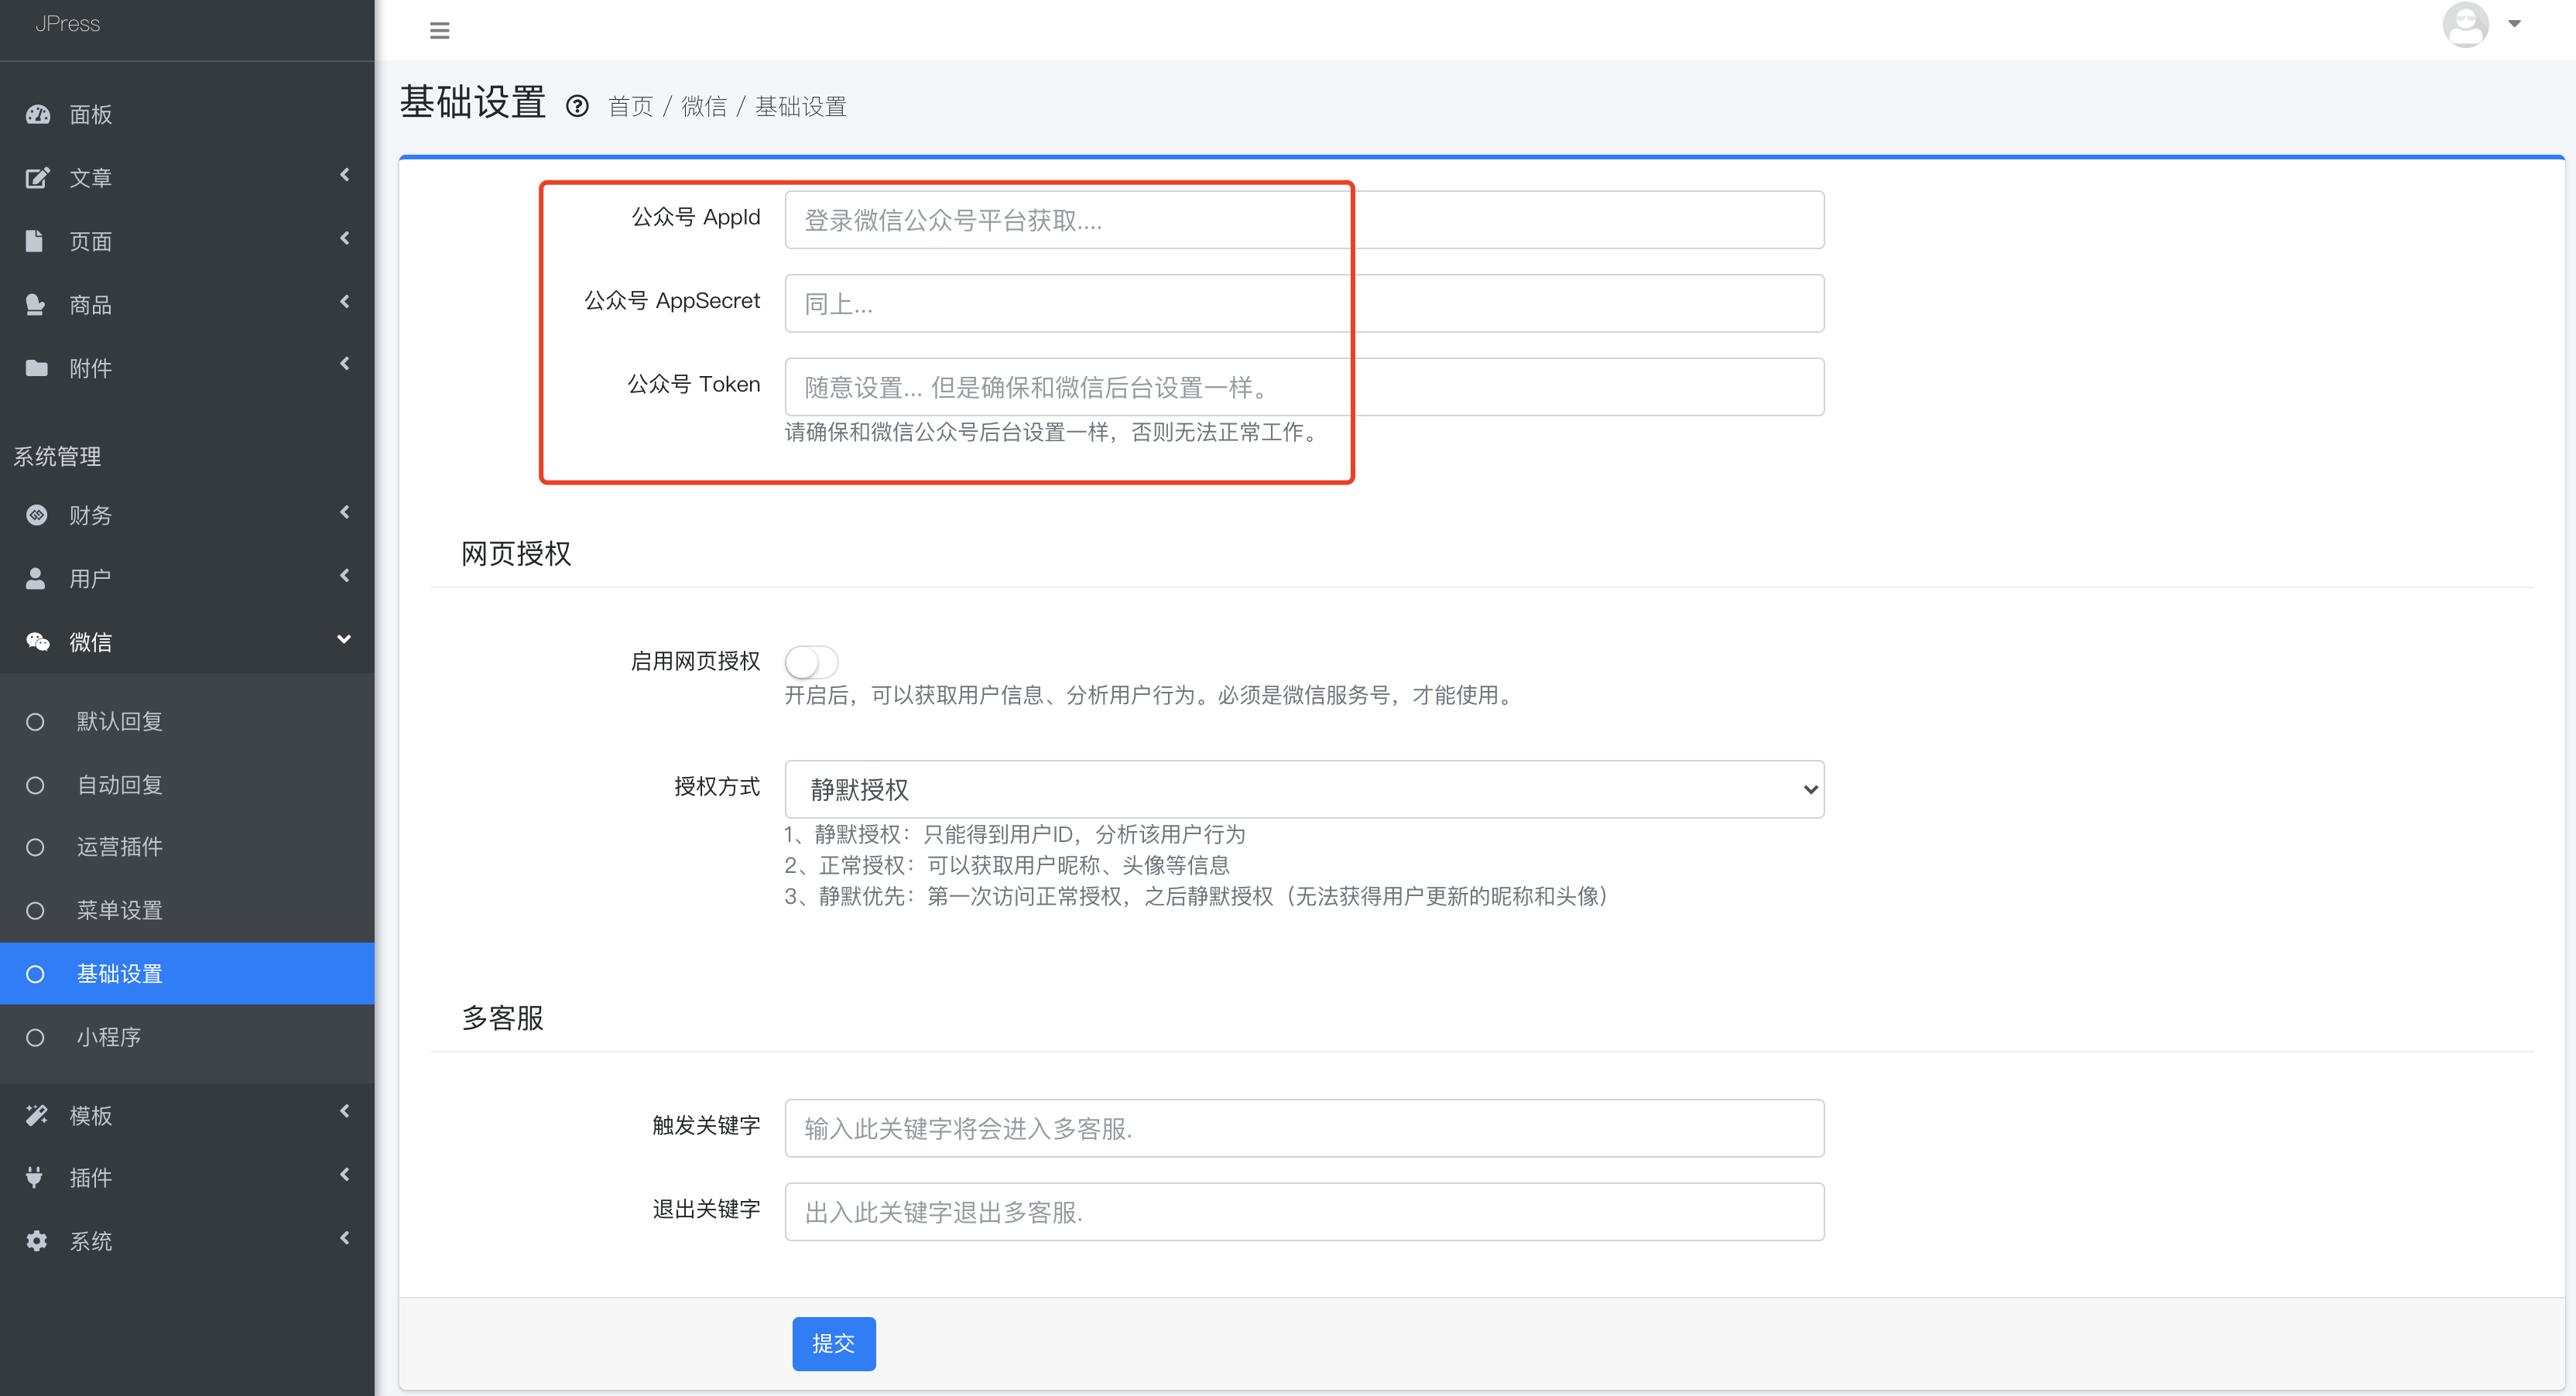 JPress
面板
文章
页面
商品
附件
系统管理
财务
用户
微信
默认回复
自动回复
运营插件
菜单设置
基础设置
小程序
模板
插件
系统
基础设置 首页 / 微信 / 基础设置
公众号 AppId 登录微信公众号平台获取....
公众号 AppSecret 同上...
公众号 Token 随意设置... 但是确保和微信后台设置一样。
请确保和微信公众号后台设置一样，否则无法正常工作。
网页授权
启用网页授权
开启后，可以获取用户信息、分析用户行为。必须是微信服务号，才能使用。
授权方式 静默授权
1、静默授权：只能得到用户ID，分析该用户行为
2、正常授权：可以获取用户昵称、头像等信息
3、静默优先：第一次访问正常授权，之后静默授权（无法获得用户更新的昵称和头像）
多客服
触发关键字 输入此关键字将会进入多客服.
退出关键字 出入此关键字退出多客服.
提交